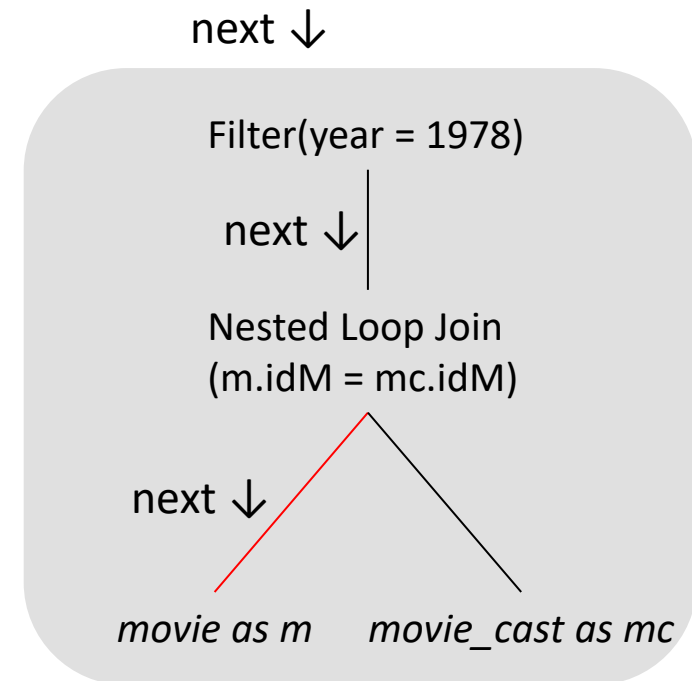 next ↓
Filter(year = 1978)
next ↓
Nested Loop Join
(m.idM = mc.idM)
next ↓
movie as m movie_cast as mc